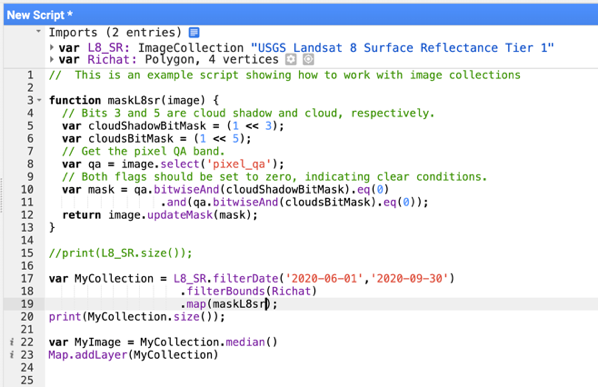 New Script *
Imports (2 entries)
var L8_SR: ImageCollection "USGS Landsat 8 Surface Reflectance Tier 1"
var Richat: Polygon, 4 vertices
1 //  This is an example script showing how to work with image collections
2
3 function maskL8sr(image) {
4   // Bits 3 and 5 are cloud shadow and cloud, respectively.
5   var cloudShadowBitMask = (1 << 3);
6   var cloudsBitMask = (1 << 5);
7   // Get the pixel QA band.
8   var qa = image.select('pixel_qa');
9   // Both flags should be set to zero, indicating clear conditions.
10   var mask = qa.bitwiseAnd(cloudShadowBitMask).eq(0)
11                 .and(qa.bitwiseAnd(cloudsBitMask).eq(0));
12   return image.updateMask(mask);
13 }
14
15 //print(L8_SR.size());
16
17 var MyCollection = L8_SR.filterDate('2020-06-01','2020-09-30')
18                    .filterBounds(Richat)
19                    .map(maskL8sr);
20 print(MyCollection.size());
21
i 22 var MyImage = MyCollection.median()
i 23 Map.addLayer(MyCollection)
24
25